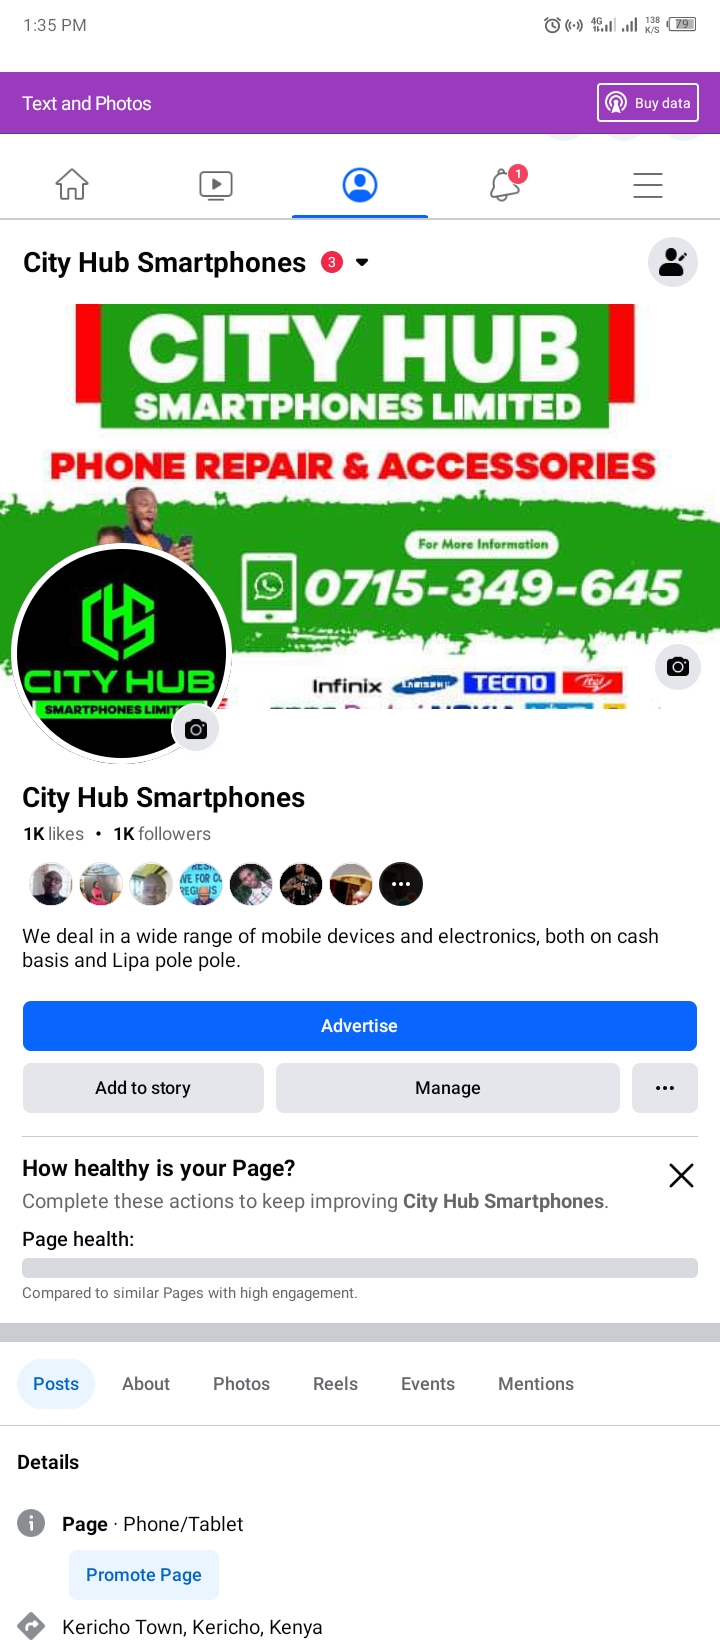 1:35 PM
4G
138 K/S
79
Text and Photos
Buy data
1
City Hub Smartphones 3
CITY HUB
SMARTPHONES LIMITED
PHONE REPAIR & ACCESSORIES
For More Information
0715-349-645
Infinix SAMSUNG TECNO itel
CHS
CITY HUB
City Hub Smartphones
1K likes • 1K followers
We deal in a wide range of mobile devices and electronics, both on cash
basis and Lipa pole pole.
Advertise
Add to story
Manage
How healthy is your Page?
Complete these actions to keep improving City Hub Smartphones.
Page health:
Compared to similar Pages with high engagement.
Posts About Photos Reels Events Mentions
Details
Page · Phone/Tablet
Promote Page
Kericho Town, Kericho, Kenya